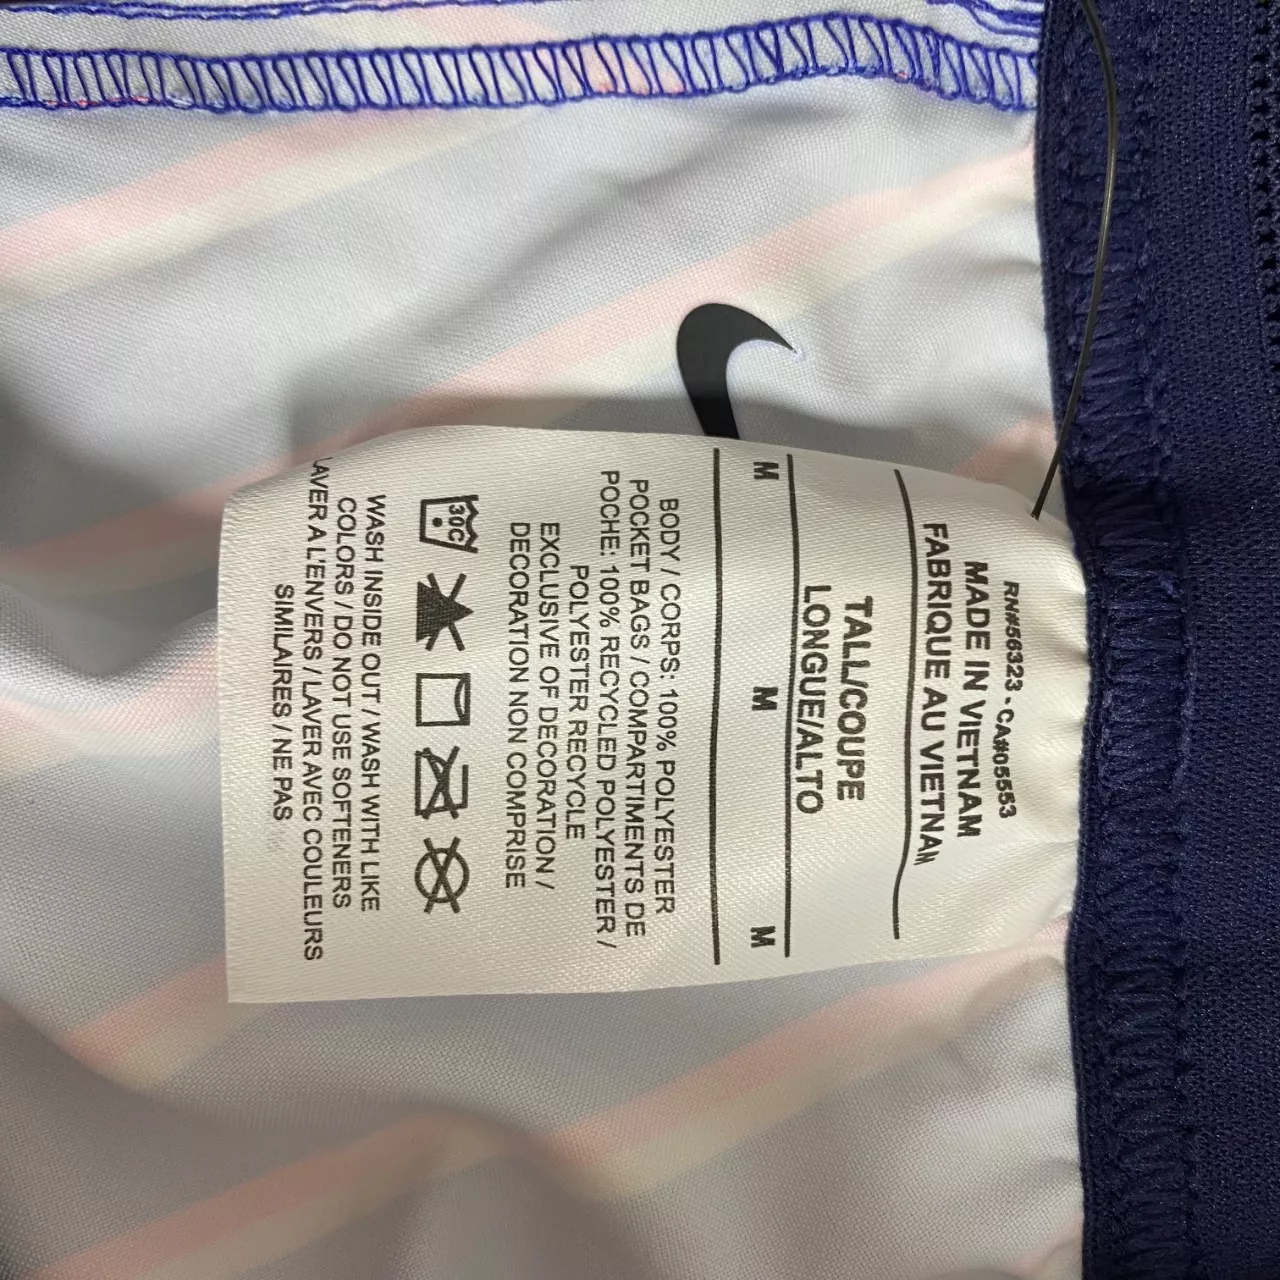 RN#56323 - CA#05553
MADE IN VIETNAM
FABRIQUE AU VIETNAM
TALL/COUPE
LONGUE/ALTO
M M M
BODY / CORPS: 100% POLYESTER
POCKET BAGS / COMPARTIMENTS DE
POCHE: 100% RECYCLED POLYESTER /
POLYESTER RECYCLE
EXCLUSIVE OF DECORATION /
DECORATION NON COMPRISE
30C
WASH INSIDE OUT / WASH WITH LIKE
COLORS / DO NOT USE SOFTENERS
LAVER A L'ENVERS / LAVER AVEC COULEURS
SIMILAIRES / NE PAS